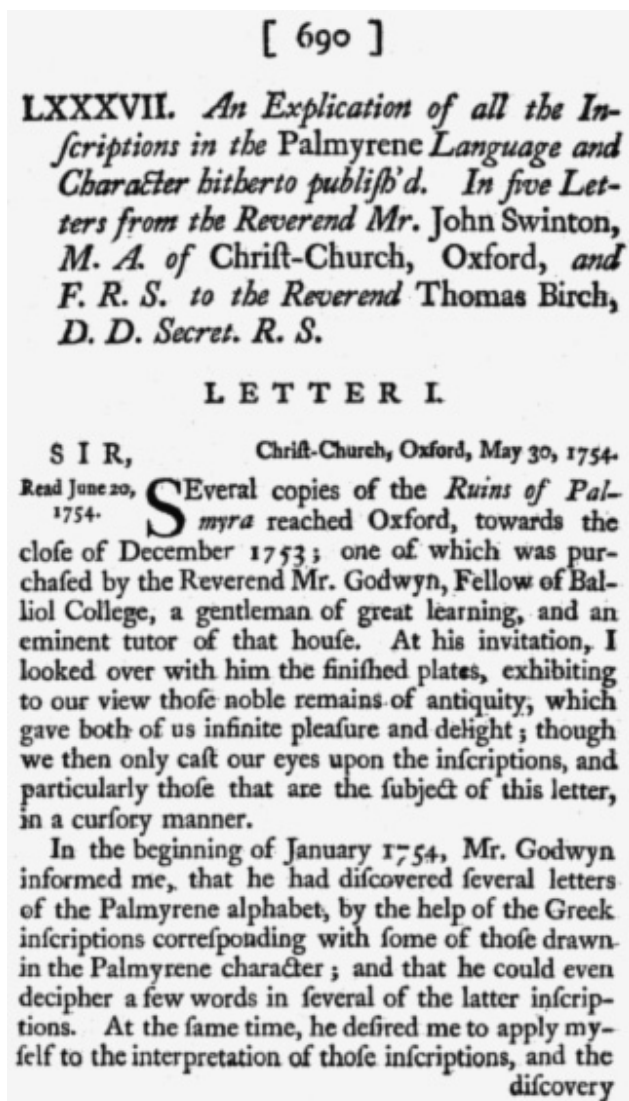 [ 690 ]
LXXXVII. An Explication of all the In-
ſcriptions in the Palmyrene Language and
Character hitherto publiſh'd. In five Let-
ters from the Reverend Mr. John Swinton,
M. A. of Chriſt-Church, Oxford, and
F. R. S. to the Reverend Thomas Birch,
D. D. Secret. R. S.
LETTER I.
SIR, Chriſt-Church, Oxford, May 30, 1754.
Read June 20,
1754.
SEveral copies of the Ruins of Pal-
myra reached Oxford, towards the
cloſe of December 1753; one of which was pur-
chaſed by the Reverend Mr. Godwyn, Fellow of Bal-
liol College, a gentleman of great learning, and an
eminent tutor of that houſe. At his invitation, I
looked over with him the finiſhed plates, exhibiting
to our view thoſe noble remains of antiquity, which
gave both of us infinite pleaſure and delight; though
we then only caſt our eyes upon the inſcriptions, and
particularly thoſe that are the ſubject of this letter,
in a curſory manner.
In the beginning of January 1754, Mr. Godwyn
informed me, that he had diſcovered ſeveral letters
of the Palmyrene alphabet, by the help of the Greek
inſcriptions correſponding with ſome of thoſe drawn
in the Palmyrene character; and that he could even
decipher a few words in ſeveral of the latter inſcrip-
tions. At the ſame time, he deſired me to apply my-
ſelf to the interpretation of thoſe inſcriptions, and the
diſcovery